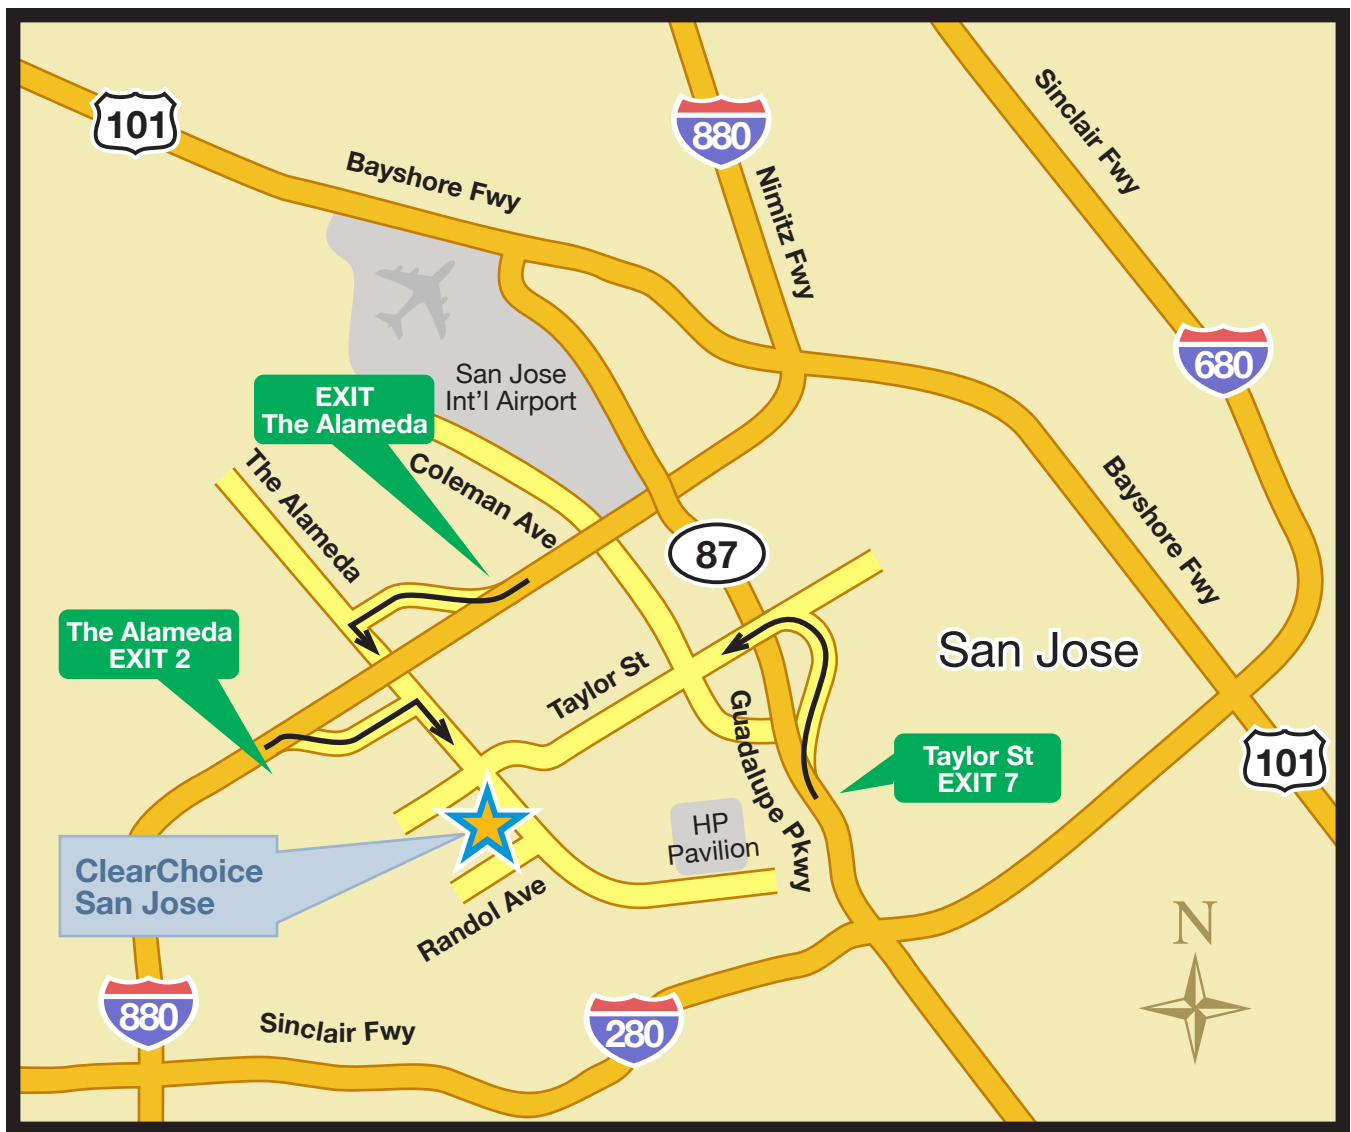 101
Bayshore Fwy
880
Nimitz Fwy
Sinclair Fwy
680
San Jose
Int'l Airport
EXIT
The Alameda
The Alameda
Coleman Ave
87
Bayshore Fwy
The Alameda
EXIT 2
Taylor St
San Jose
Guadalupe Pkwy
Taylor St
EXIT 7
101
HP
Pavilion
ClearChoice
San Jose
Randol Ave
N
880
Sinclair Fwy
280